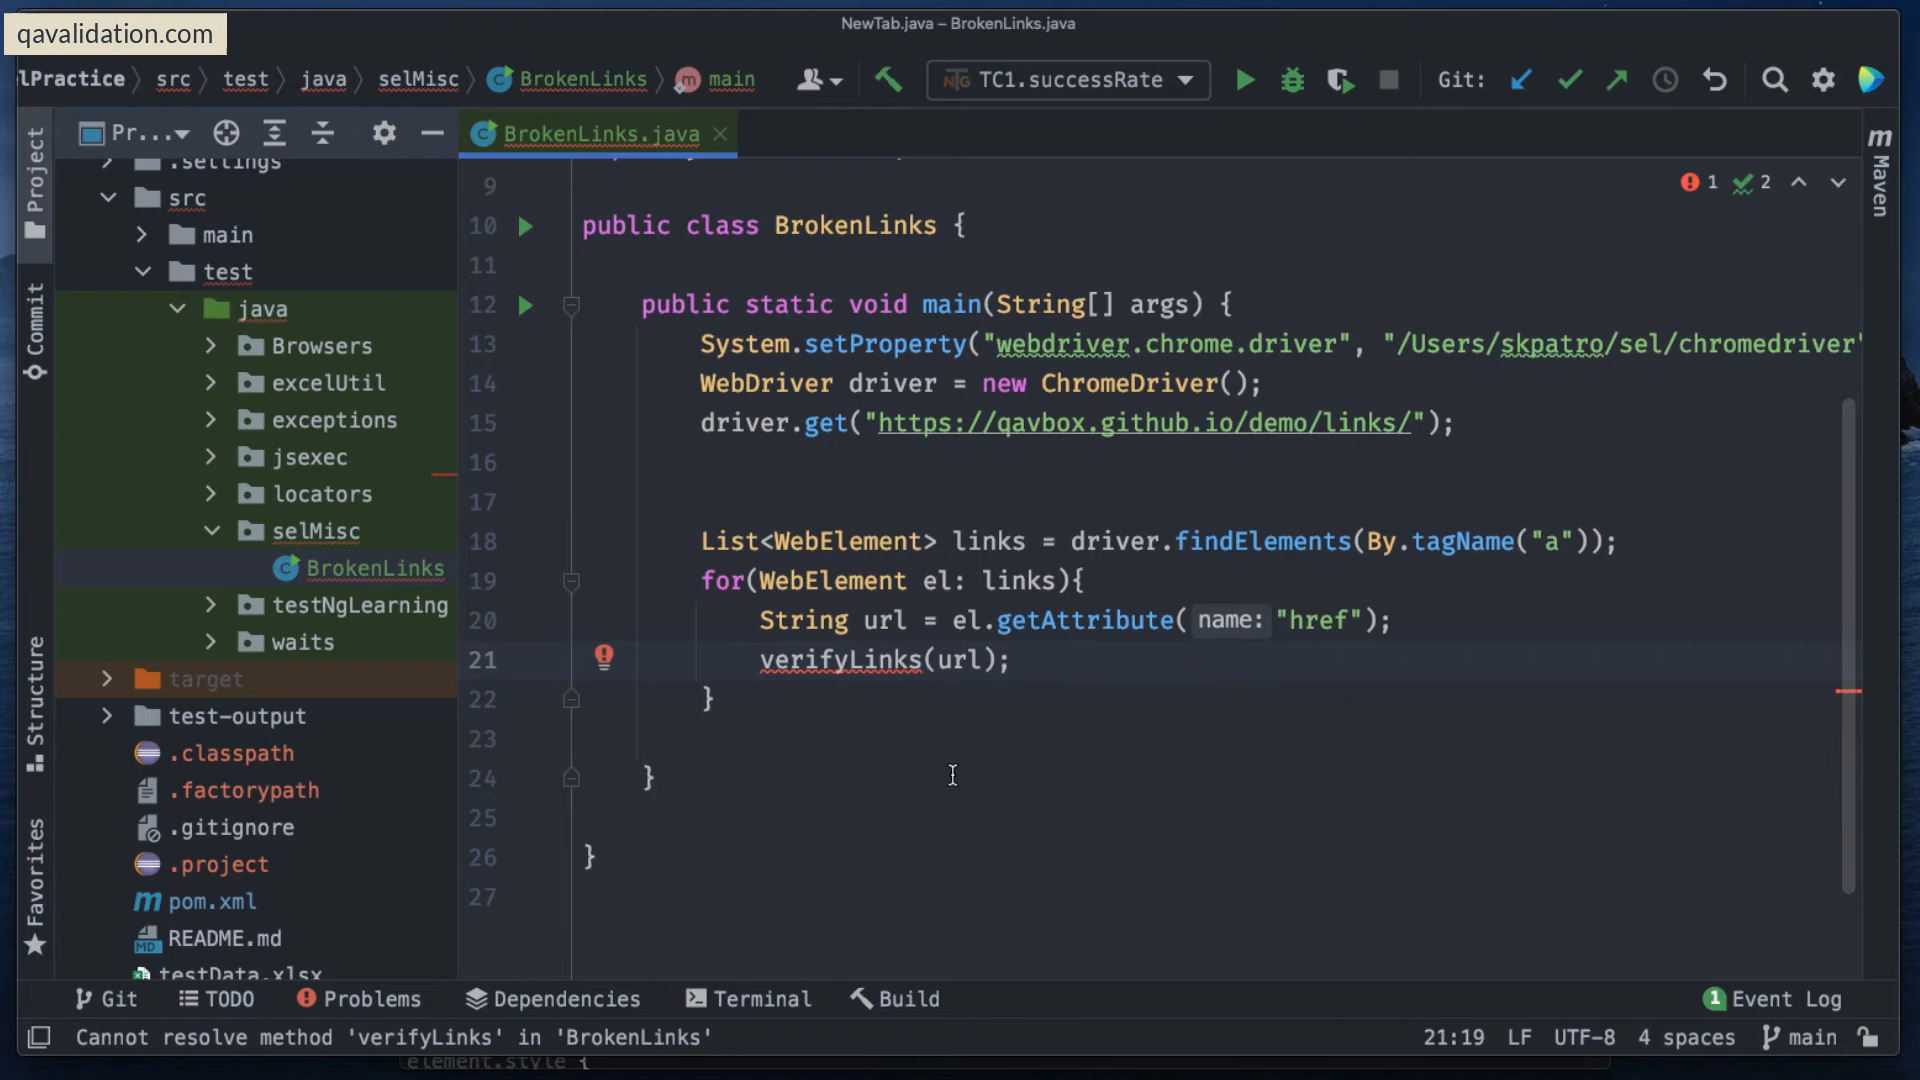 qavalidation.com
NewTab.java – BrokenLinks.java
lPractice
src
test
java
selMisc
BrokenLinks
main
TC1.successRate
Git:
Project
Commit
Structure
Favorites
Pr...
.settings
src
main
test
java
Browsers
excelUtil
exceptions
jsexec
locators
selMisc
BrokenLinks
testNgLearning
waits
target
test-output
.classpath
.factorypath
.gitignore
.project
pom.xml
README.md
testData.xlsx
BrokenLinks.java
1 2
Maven
9
10 public class BrokenLinks {
11
12 public static void main(String[] args) {
13 System.setProperty("webdriver.chrome.driver", "/Users/skpatro/sel/chromedriver"
14 WebDriver driver = new ChromeDriver();
15 driver.get("https://qavbox.github.io/demo/links/");
16
17
18 List<WebElement> links = driver.findElements(By.tagName("a"));
19 for(WebElement el: links){
20 String url = el.getAttribute( name: "href");
21 verifyLinks(url);
22 }
23
24 }
25
26 }
27
Git
TODO
Problems
Dependencies
Terminal
Build
1 Event Log
Cannot resolve method 'verifyLinks' in 'BrokenLinks'
21:19 LF UTF-8 4 spaces main
element.style {